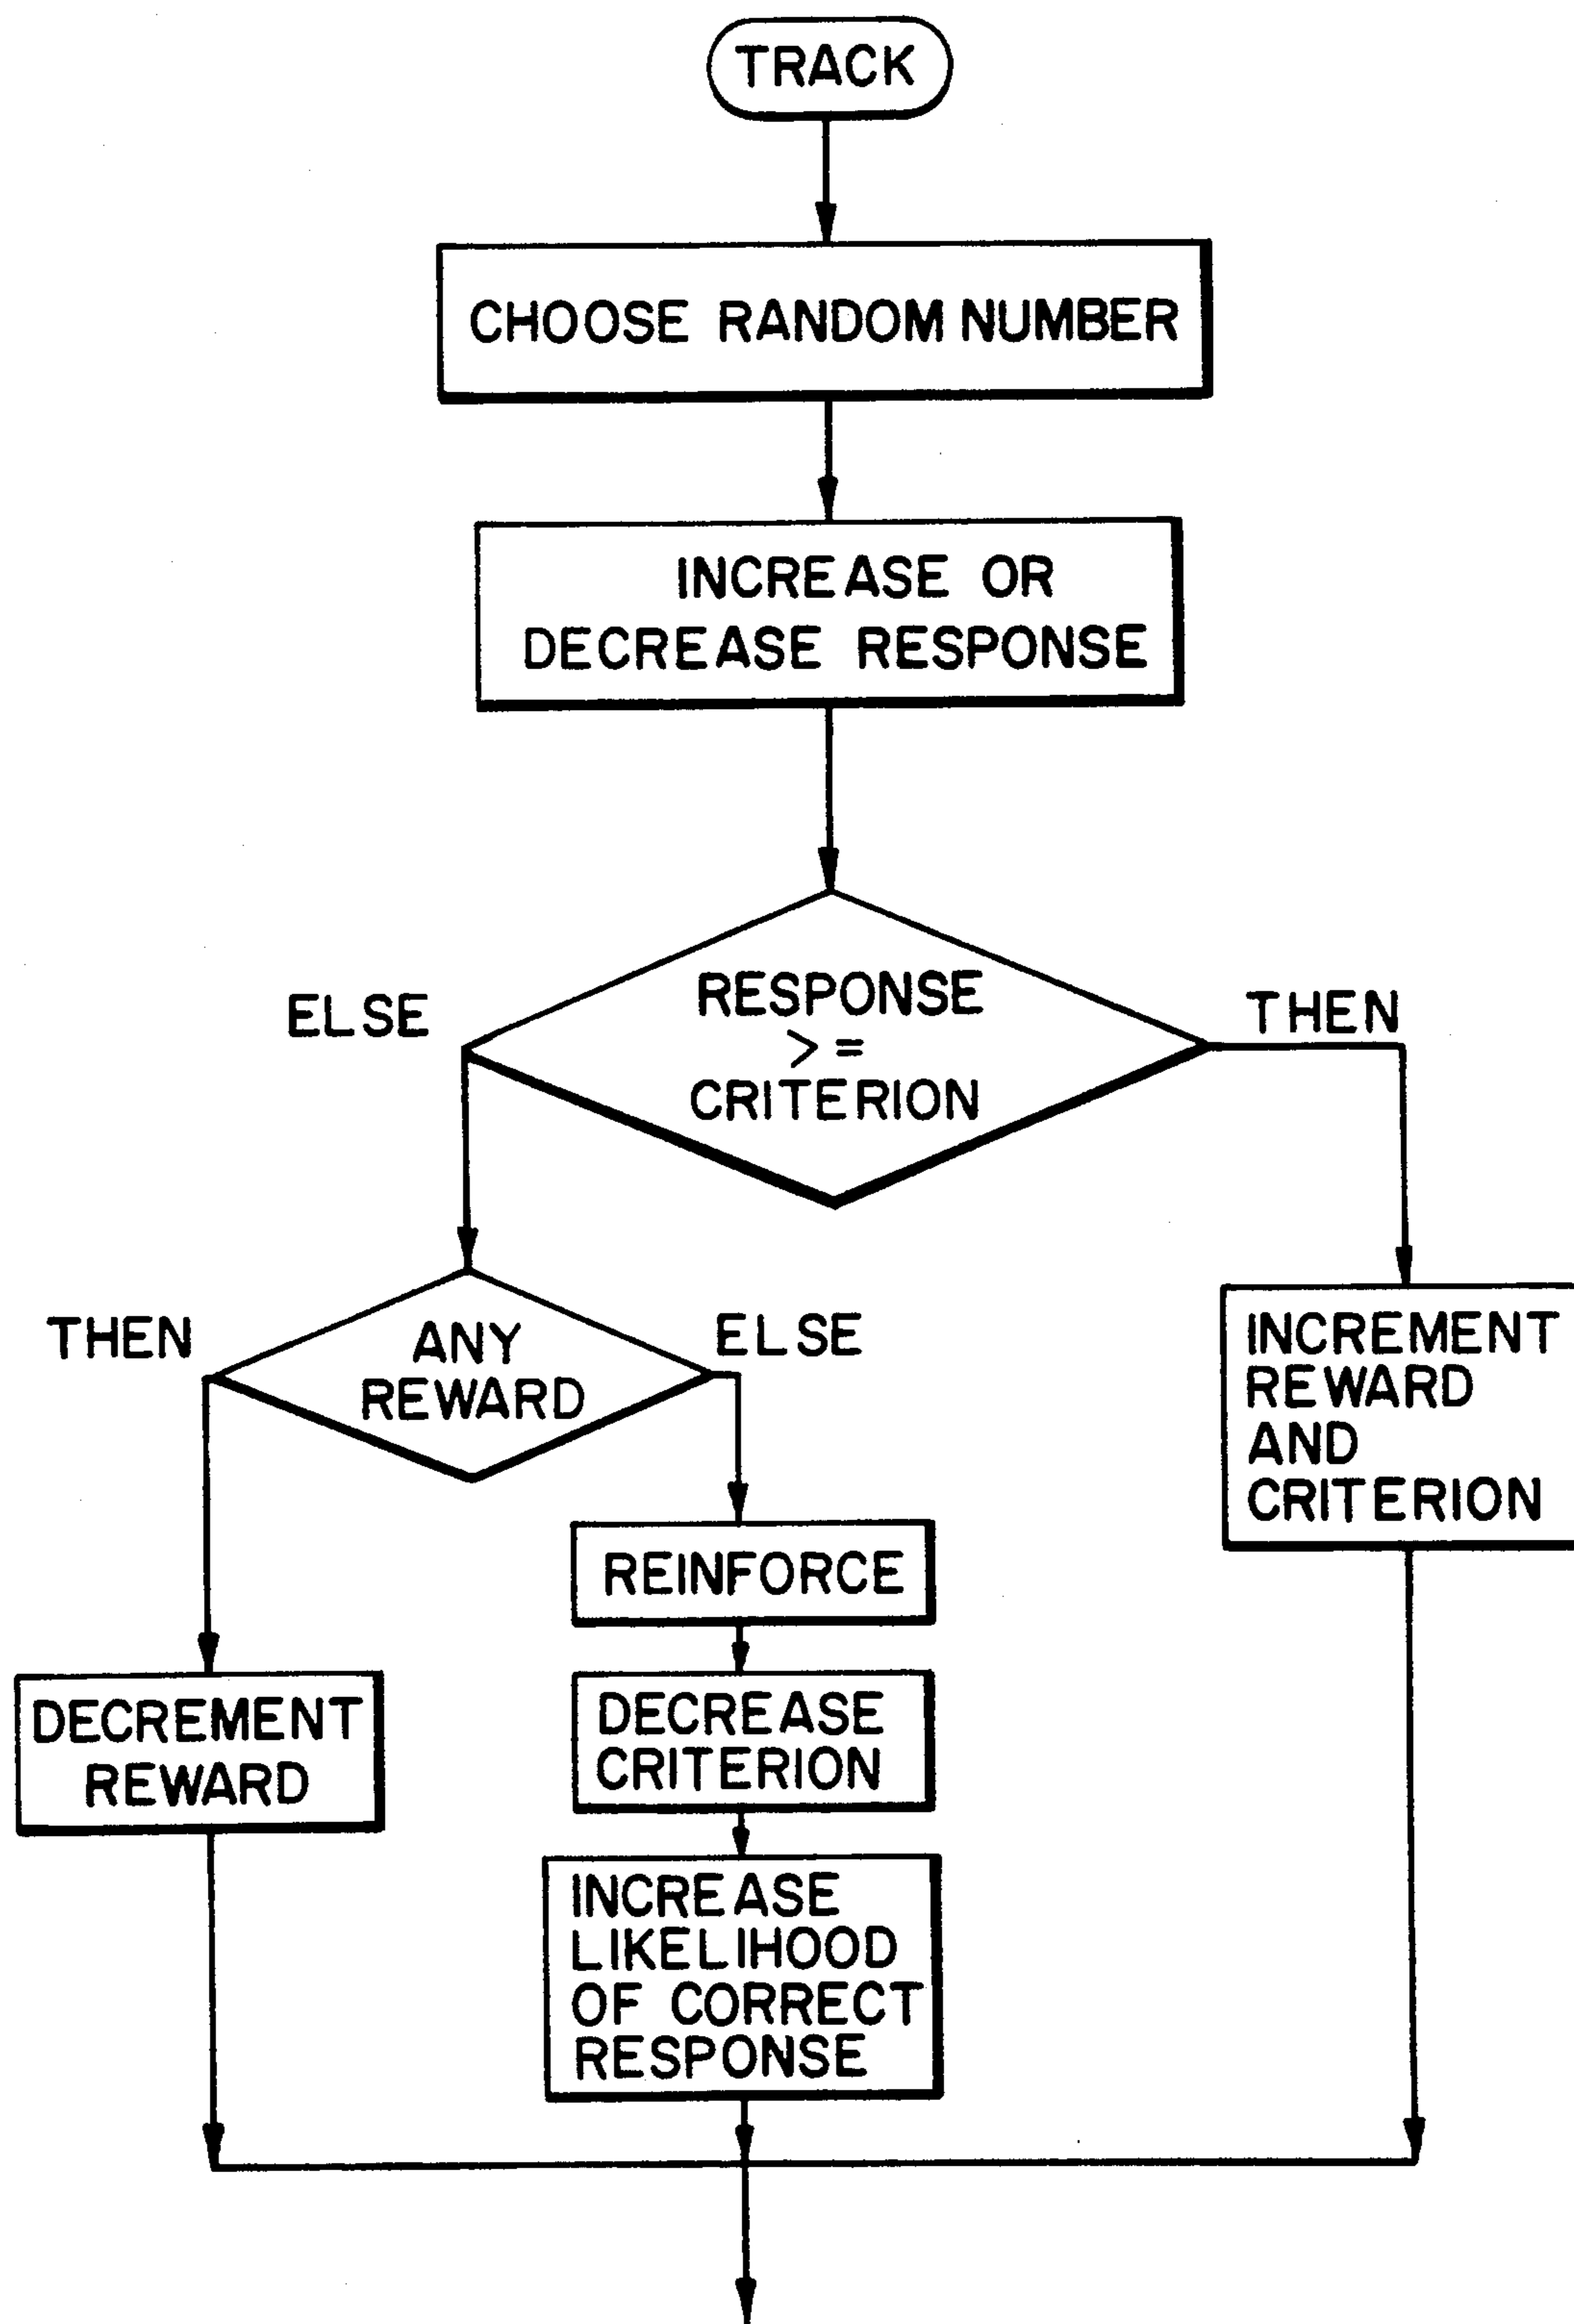 TRACK
CHOOSE RANDOM NUMBER
INCREASE OR
DECREASE RESPONSE
RESPONSE
>=
CRITERION
ELSE
THEN
THEN
ANY
REWARD
ELSE
INCREMENT
REWARD
AND
CRITERION
REINFORCE
DECREMENT
REWARD
DECREASE
CRITERION
INCREASE
LIKELIHOOD
OF CORRECT
RESPONSE